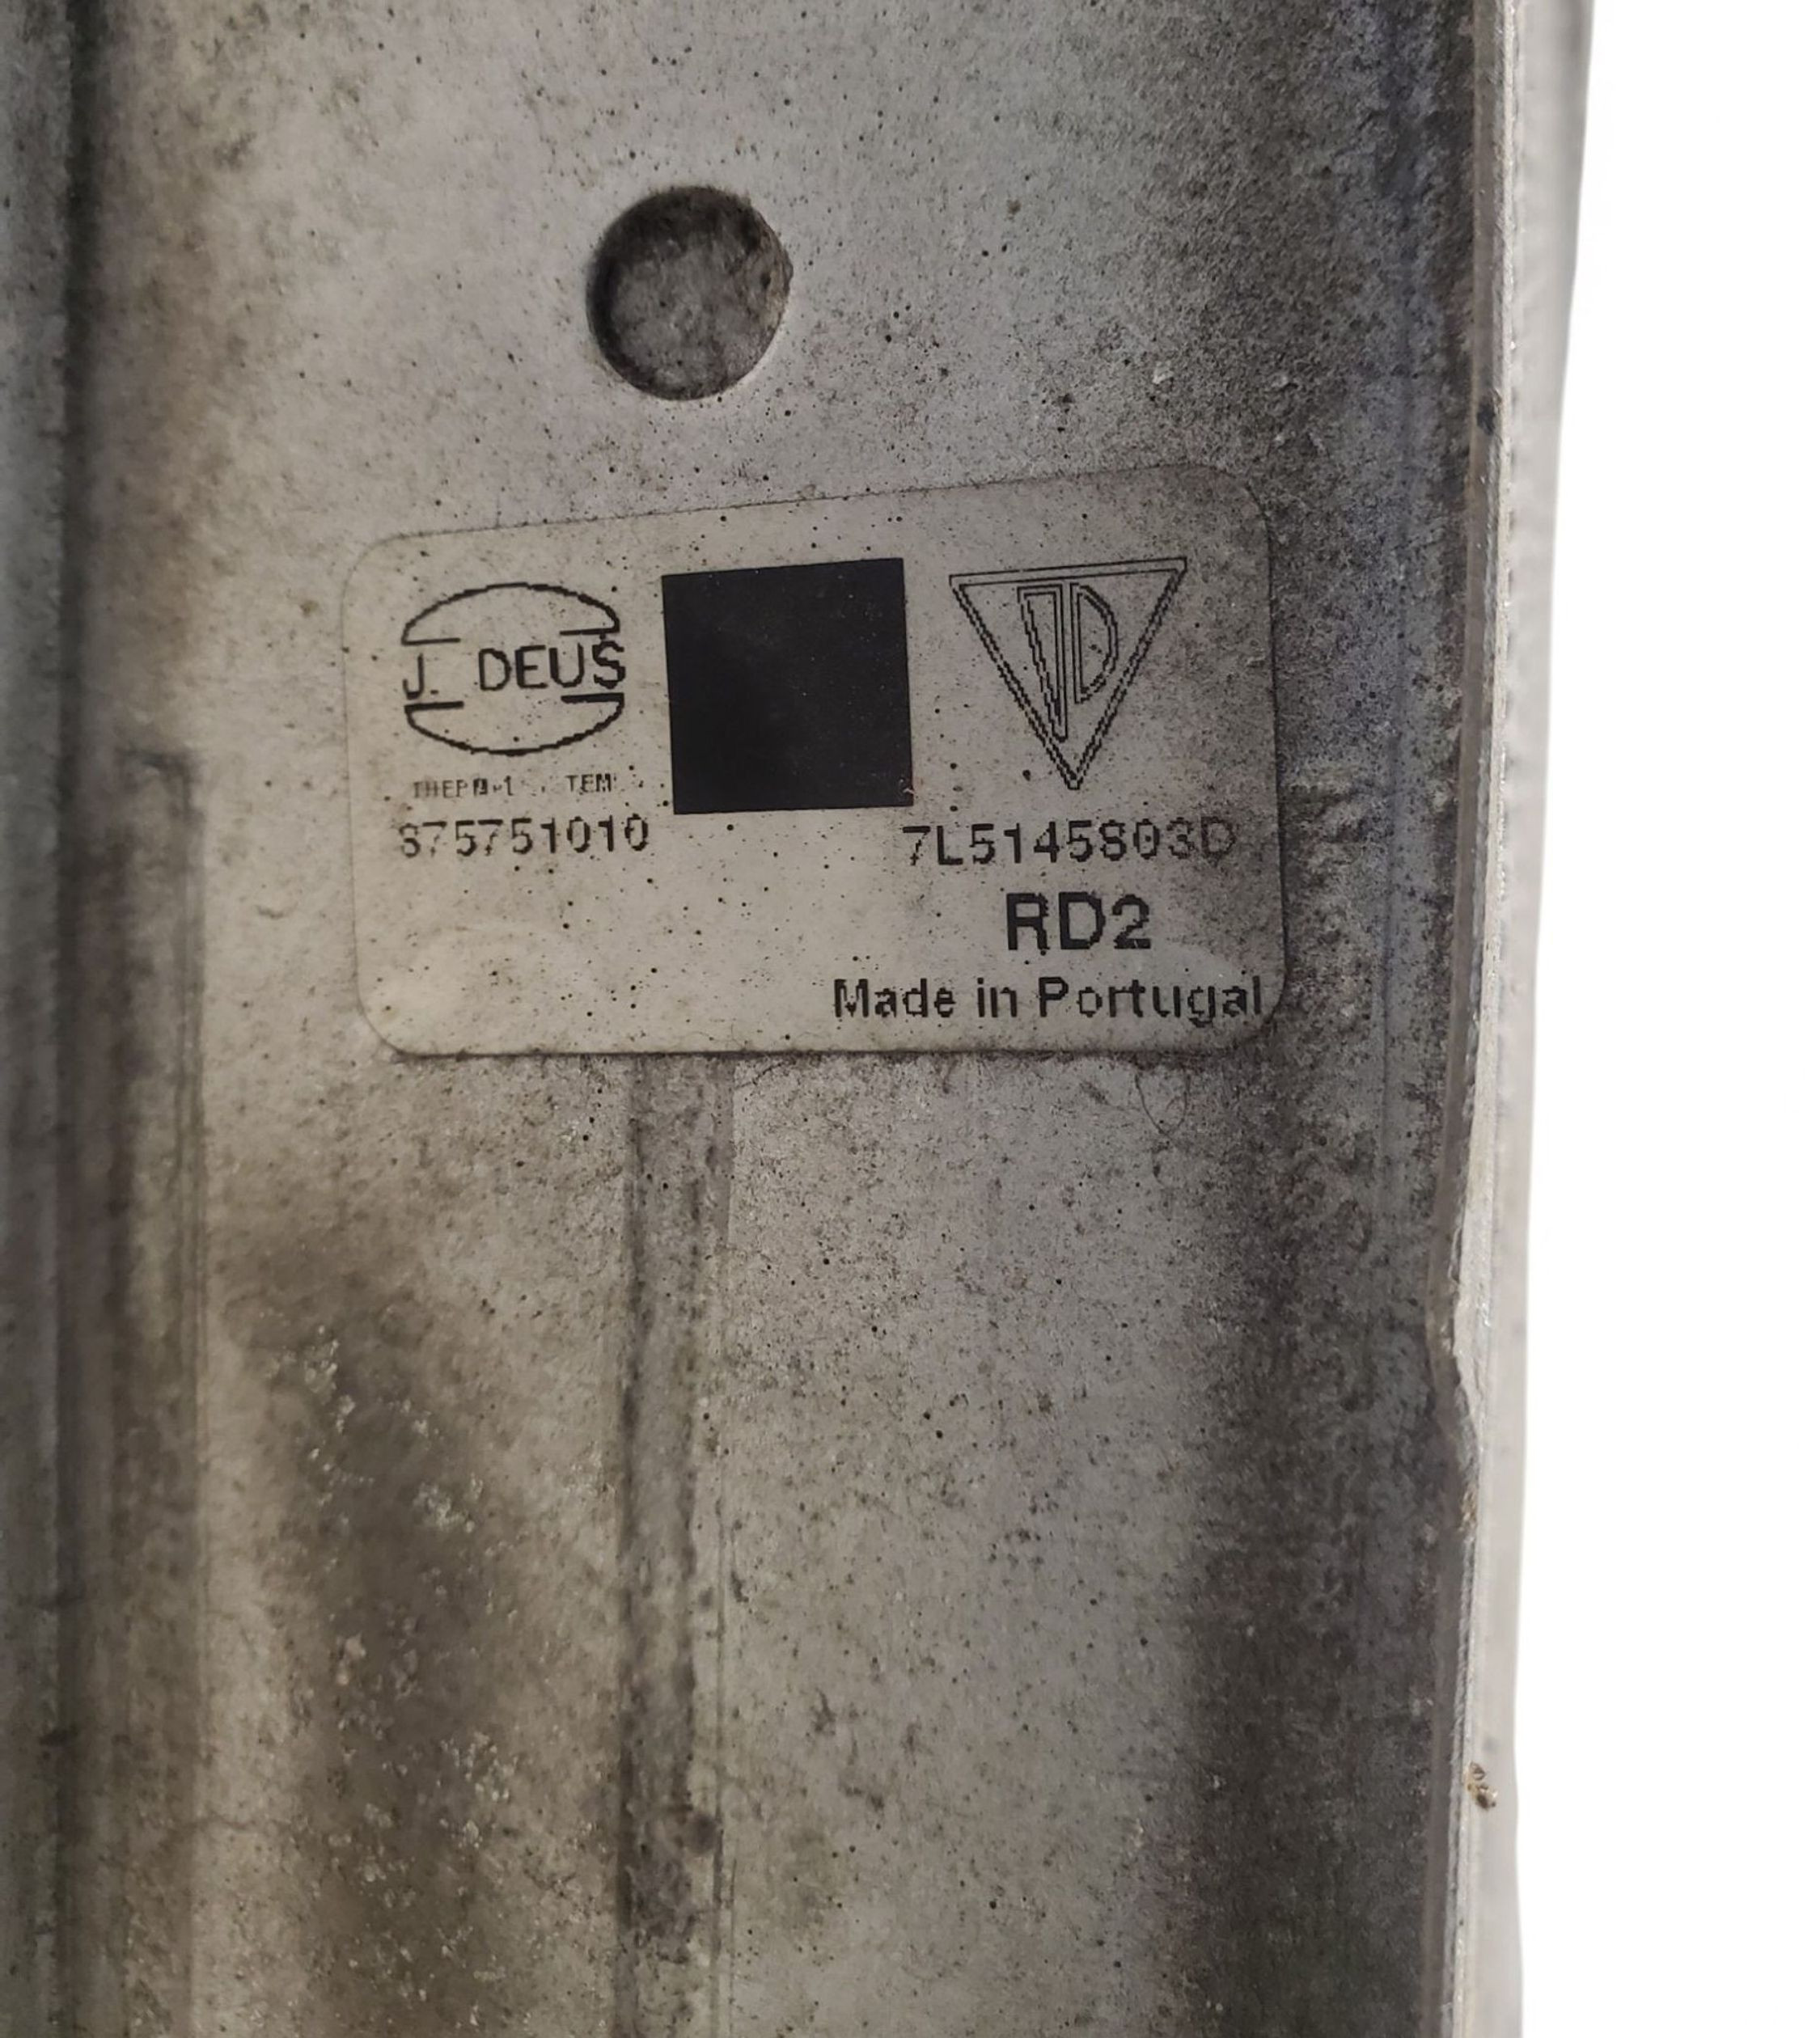 J. DEUS
875751010
7L5145803D
RD2
Made in Portugal